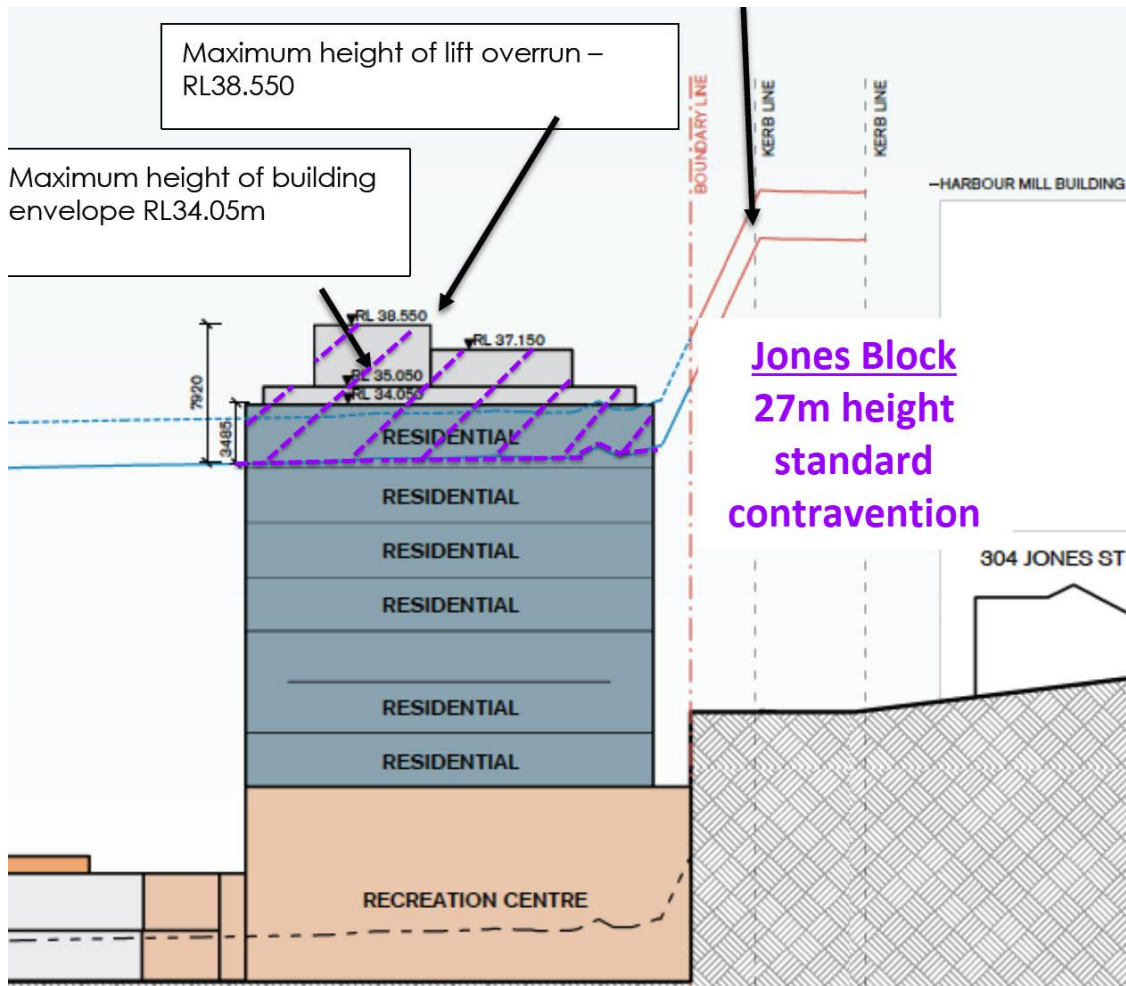 Maximum height of lift overrun –
RL38.550
Maximum height of building
envelope RL34.05m
BOUNDARY LINE
KERB LINE
KERB LINE
HARBOUR MILL BUILDING
RL 38.550
RL 37.150
RL 35.050
RL 34.050
7920
3485
Jones Block
27m height
standard
contravention
RESIDENTIAL
RESIDENTIAL
RESIDENTIAL
RESIDENTIAL
RESIDENTIAL
RESIDENTIAL
304 JONES ST
RECREATION CENTRE